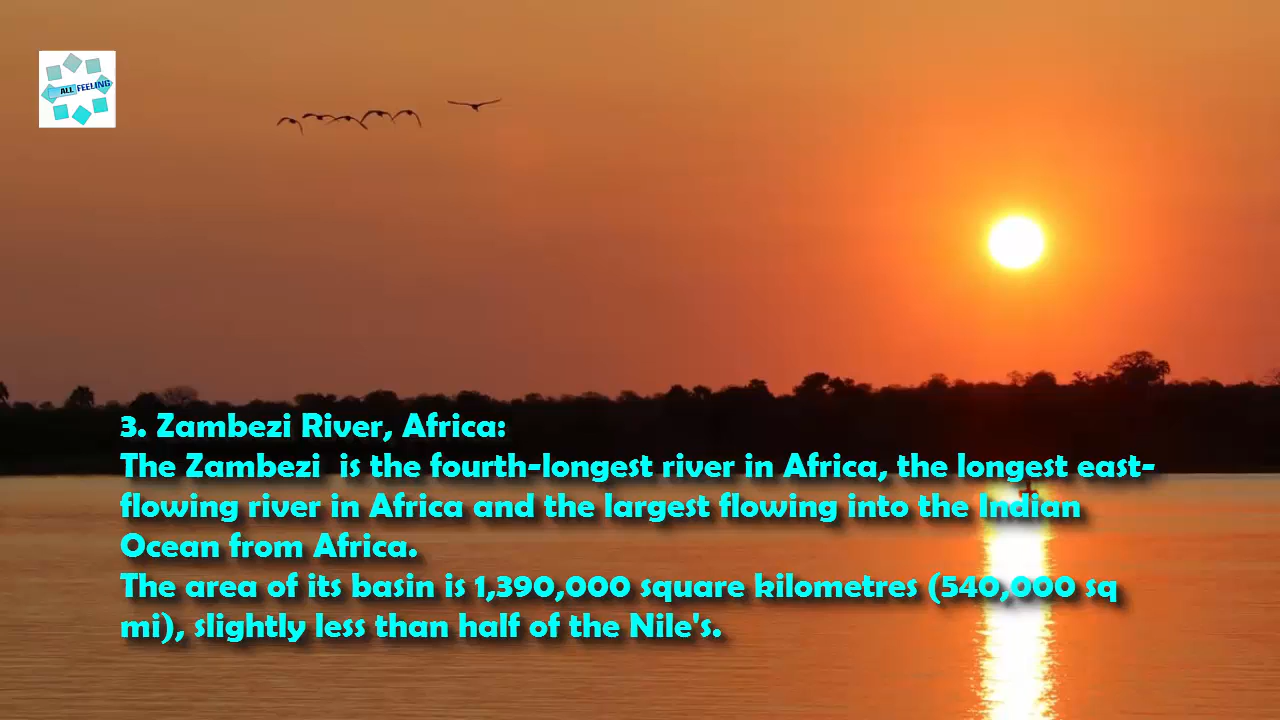 ALL FEELING
3. Zambezi River, Africa:
The Zambezi  is the fourth-longest river in Africa, the longest east-
flowing river in Africa and the largest flowing into the Indian
Ocean from Africa.
The area of its basin is 1,390,000 square kilometres (540,000 sq
mi), slightly less than half of the Nile's.